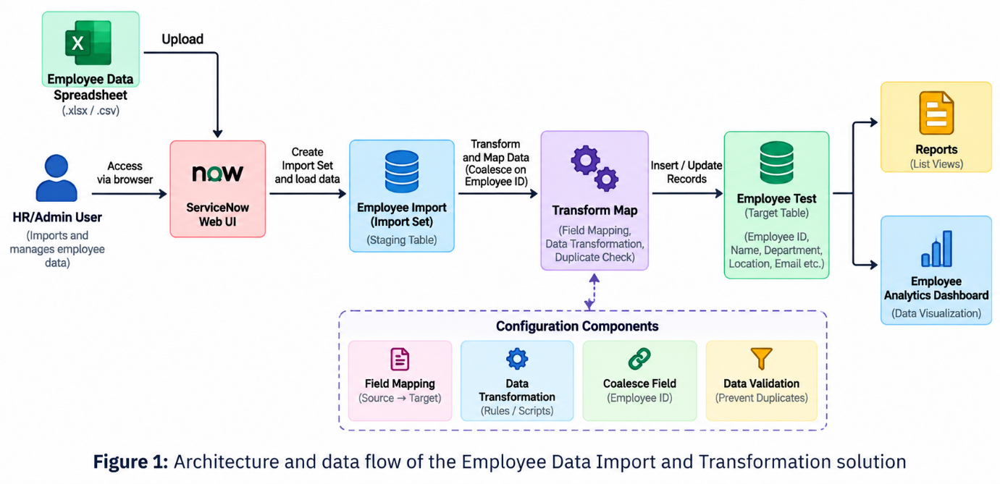 X
Upload
Employee Data
Spreadsheet
(.xlsx / .csv)
Access
via browser
HR/Admin User
(Imports and
manages employee
data)
now
ServiceNow
Web UI
Create
Import Set
and load data
Employee Import
(Import Set)
(Staging Table)
Transform
and Map Data
(Coalesce on
Employee ID)
Transform Map
(Field Mapping,
Data Transformation,
Duplicate Check)
Insert / Update
Records
Employee Test
(Target Table)
(Employee ID,
Name, Department,
Location, Email etc.)
Reports
(List Views)
Employee
Analytics Dashboard
(Data Visualization)
Configuration Components
Field Mapping
(Source → Target)
Data
Transformation
(Rules / Scripts)
Coalesce Field
(Employee ID)
Data Validation
(Prevent Duplicates)
Figure 1: Architecture and data flow of the Employee Data Import and Transformation solution